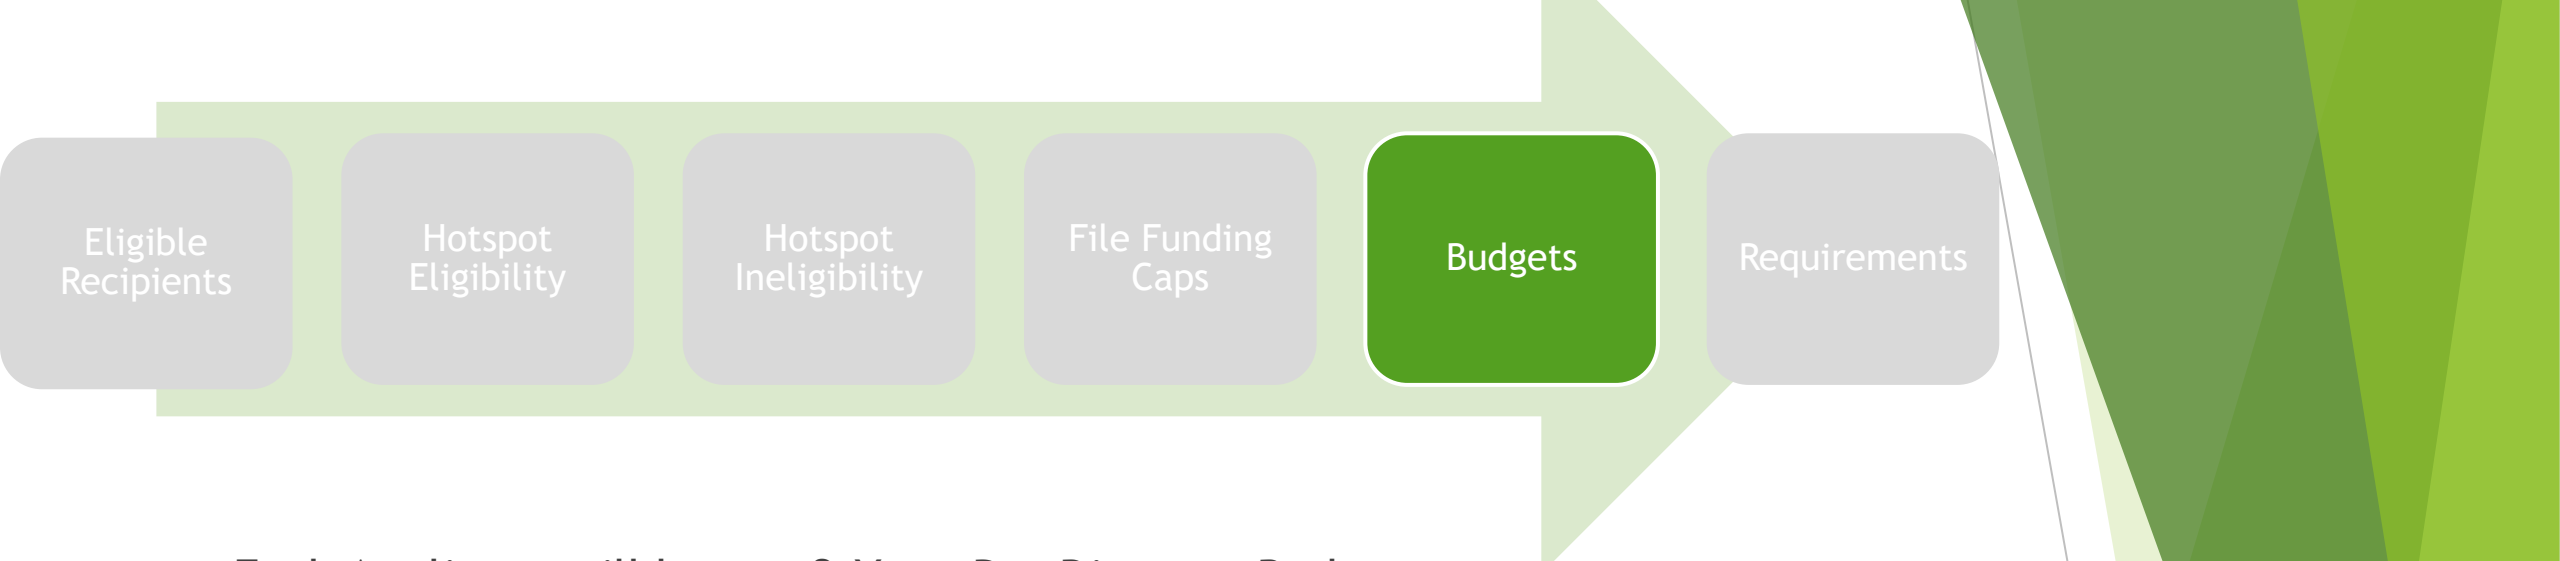 Eligible
Recipients
Hotspot
Eligibility
Hotspot
Ineligibility
File Funding
Caps
Budgets
Requirements